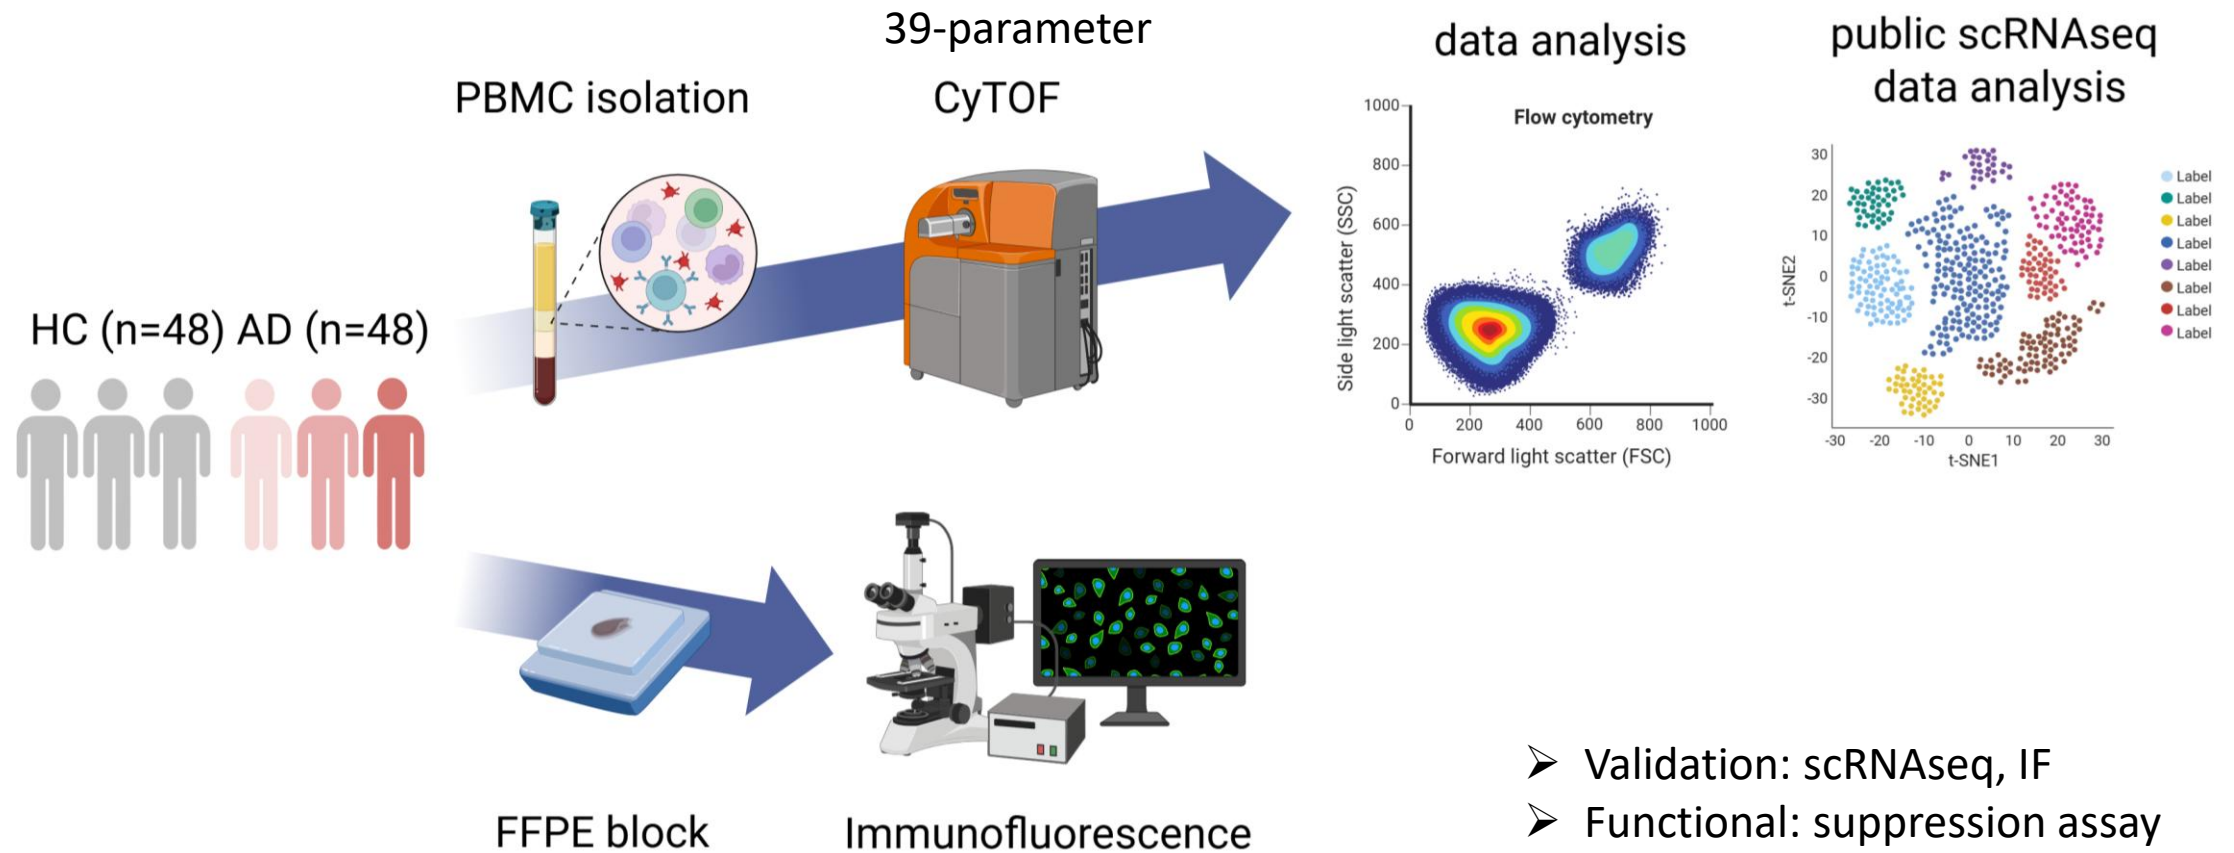 39-parameter
CyTOF
PBMC isolation
HC (n=48) AD (n=48)
FFPE block
Immunofluorescence
data analysis
Flow cytometry
Side light scatter (SSC)
1000
800
600
400
200
0
0 200 400 600 800 1000
Forward light scatter (FSC)
public scRNAseq
data analysis
t-SNE2
30
20
10
0
-10
-20
-30
-30 -20 -10 0 10 20 30
t-SNE1
Label
Label
Label
Label
Label
Label
Label
Label
➢ Validation: scRNAseq, IF
➢ Functional: suppression assay